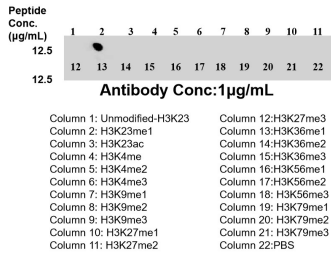 Peptide
Conc.
(µg/mL)
1 2 3 4 5 6 7 8 9 10 11
12.5
12 13 14 15 16 17 18 19 20 21 22
12.5
Antibody Conc:1µg/mL
Column 1: Unmodified-H3K23
Column 2: H3K23me1
Column 3: H3K23ac
Column 4: H3K4me
Column 5: H3K4me2
Column 6: H3K4me3
Column 7: H3K9me1
Column 8: H3K9me2
Column 9: H3K9me3
Column 10: H3K27me1
Column 11: H3K27me2
Column 12:H3K27me3
Column 13:H3K36me1
Column 14:H3K36me2
Column 15:H3K36me3
Column 16:H3K56me1
Column 17:H3K56me2
Column 18: H3K56me3
Column 19: H3K79me1
Column 20: H3K79me2
Column 21: H3K79me3
Column 22:PBS